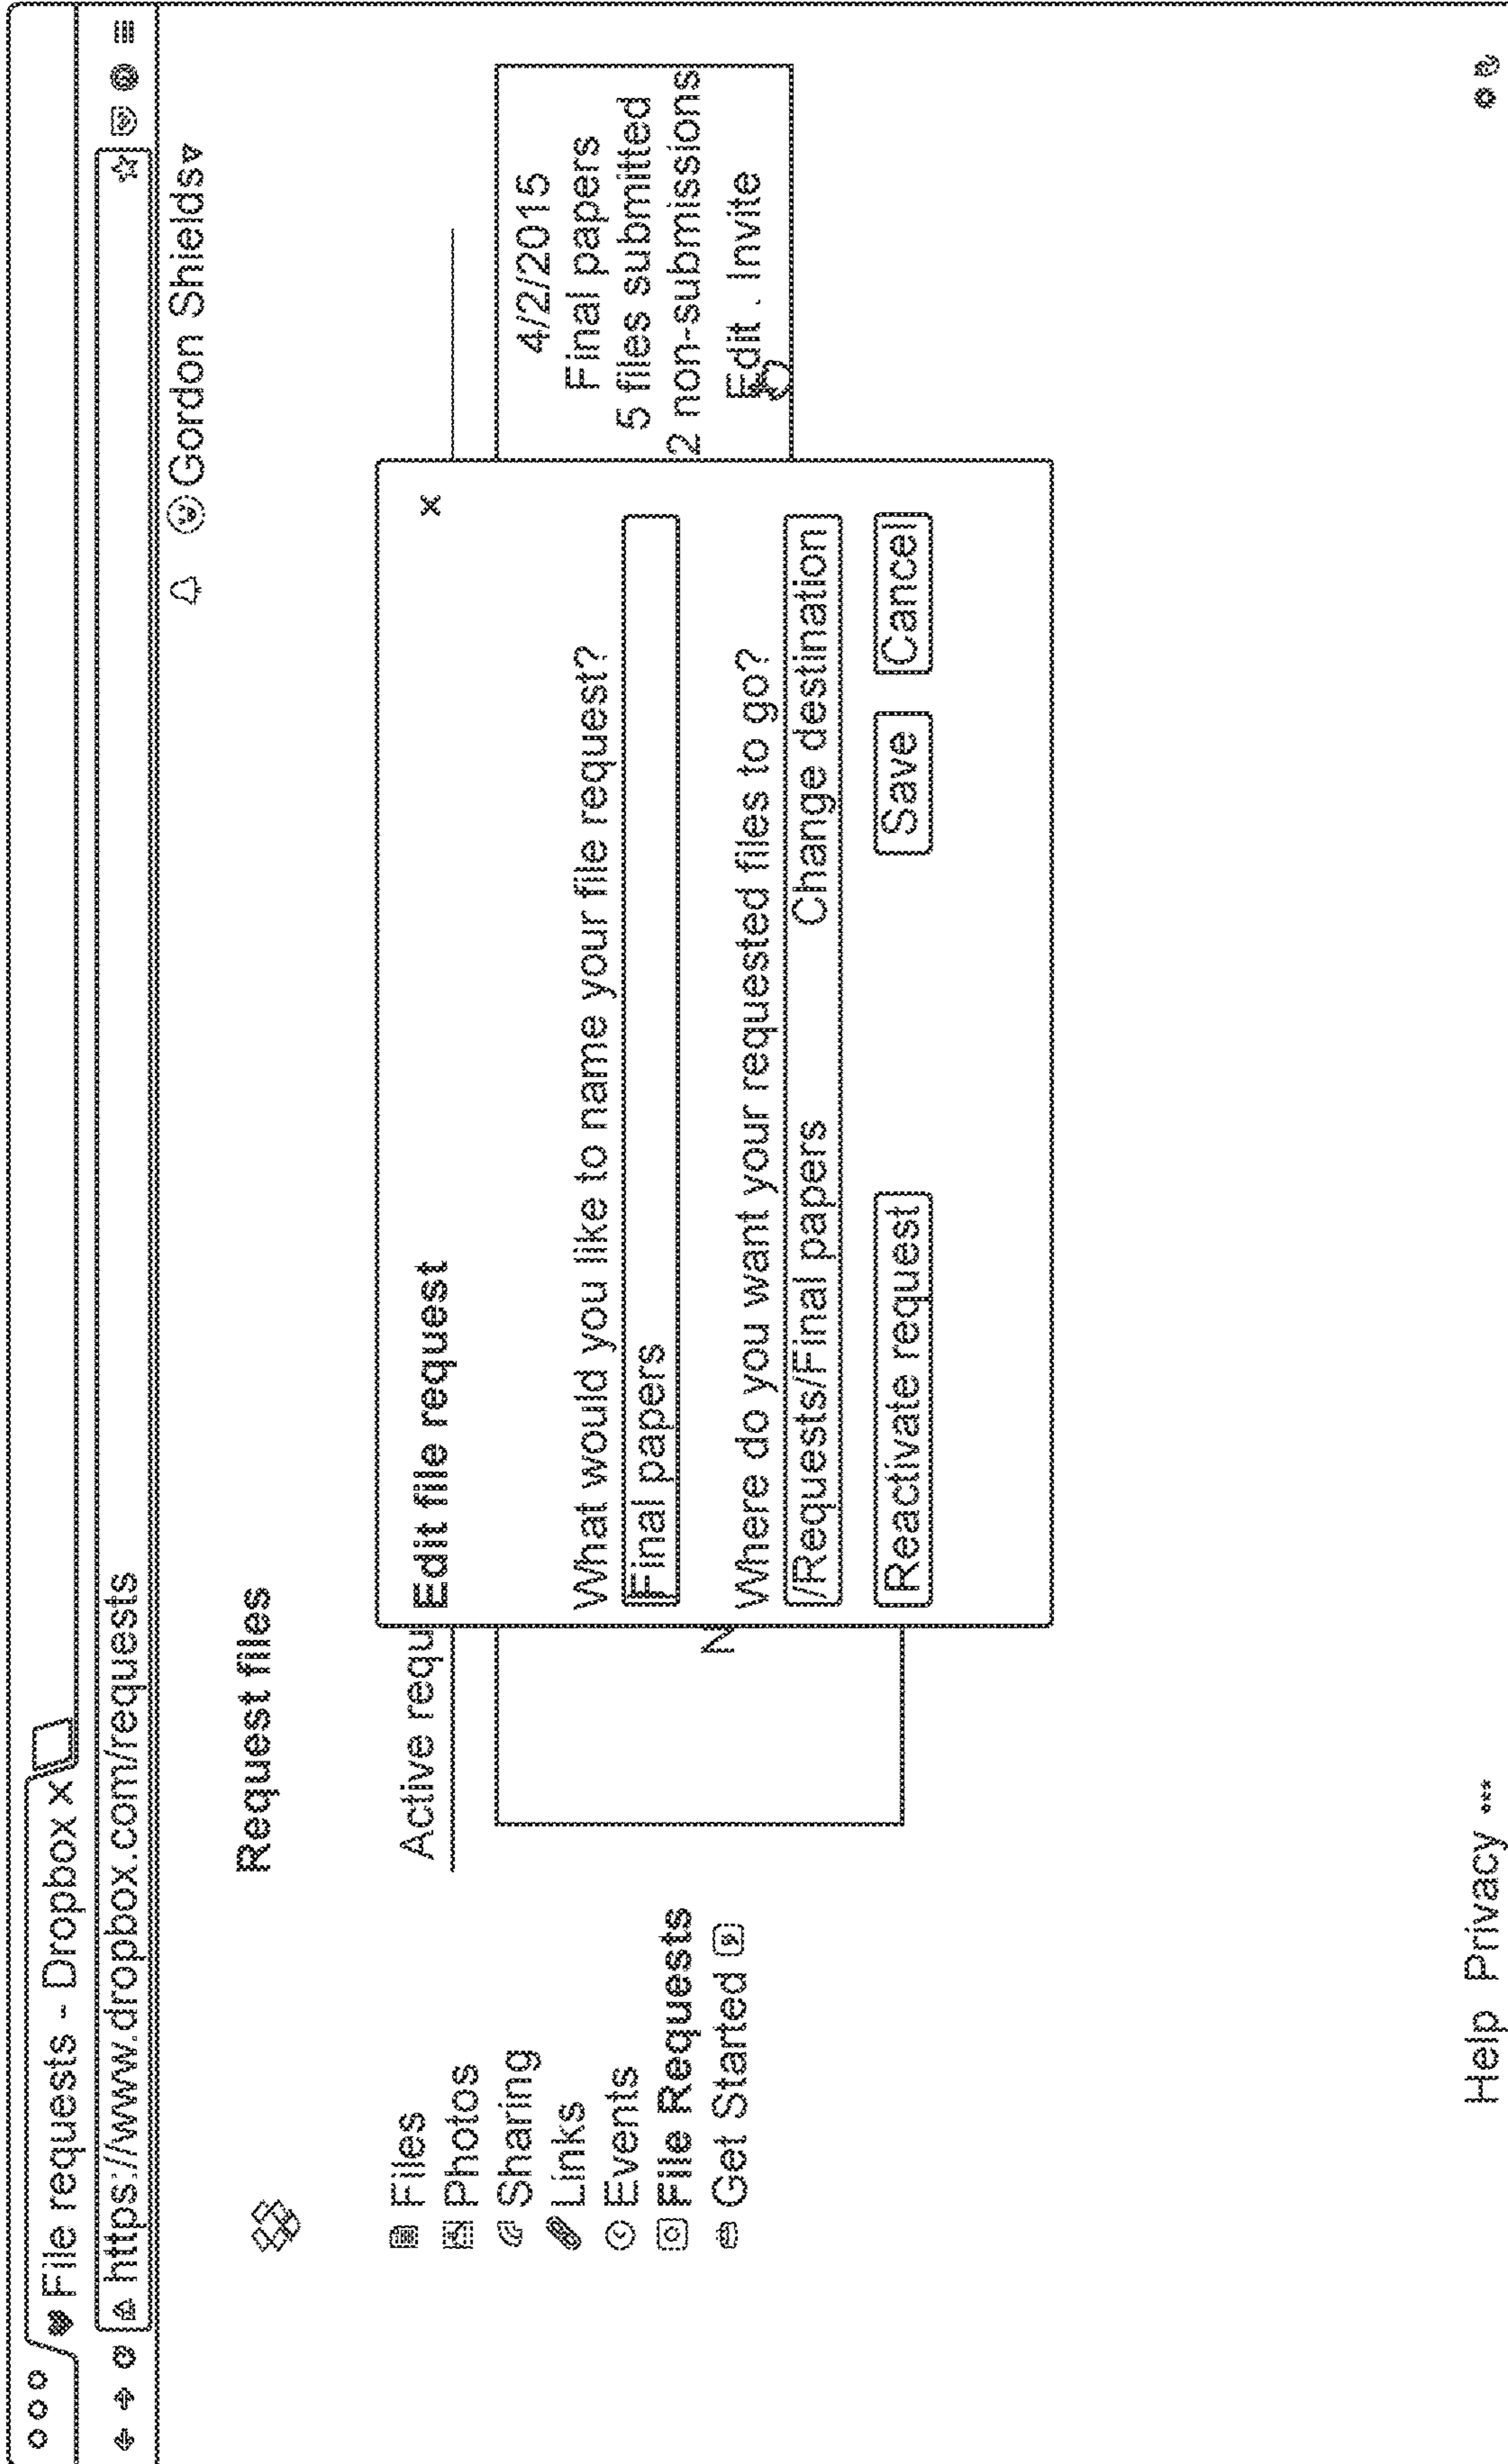 File requests - Dropbox x
https://www.dropbox.com/requests
Gordon Shields
Request files
Files
Photos
Sharing
Links
Events
File Requests
Get Started
Active requ
N
Edit file request
x
What would you like to name your file request?
Final papers
Where do you want your requested files to go?
/Requests/Final papers Change destination
Reactivate request Save Cancel
4/2/2015
Final papers
5 files submitted
2 non-submissions
Edit . Invite
Help Privacy •••